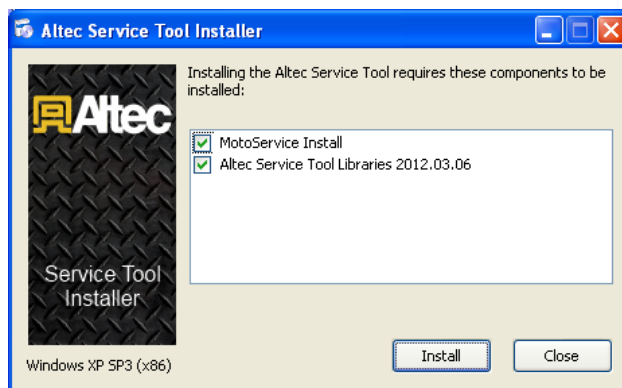 Altec Service Tool Installer
Installing the Altec Service Tool requires these components to be
installed:
Altec
MotoService Install
Altec Service Tool Libraries 2012.03.06
Service Tool
Installer
Windows XP SP3 (x86)
Install
Close